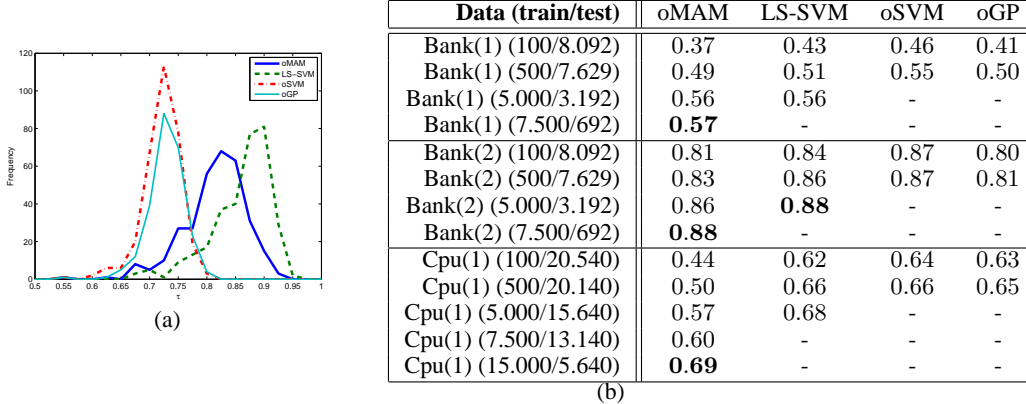 120
100
80
60
40
20
0
Frequency
0.5 0.55 0.6 0.65 0.7 0.75 0.8 0.85 0.9 0.95 1
τ
oMAM
LS−SVM
oSVM
oGP
(a)
Data (train/test) oMAM LS-SVM oSVM oGP
Bank(1) (100/8.092) 0.37 0.43 0.46 0.41
Bank(1) (500/7.629) 0.49 0.51 0.55 0.50
Bank(1) (5.000/3.192) 0.56 0.56 - -
Bank(1) (7.500/692) 0.57 - - -
Bank(2) (100/8.092) 0.81 0.84 0.87 0.80
Bank(2) (500/7.629) 0.83 0.86 0.87 0.81
Bank(2) (5.000/3.192) 0.86 0.88 - -
Bank(2) (7.500/692) 0.88 - - -
Cpu(1) (100/20.540) 0.44 0.62 0.64 0.63
Cpu(1) (500/20.140) 0.50 0.66 0.66 0.65
Cpu(1) (5.000/15.640) 0.57 0.68 - -
Cpu(1) (7.500/13.140) 0.60 - - -
Cpu(1) (15.000/5.640) 0.69 - - -
(b)